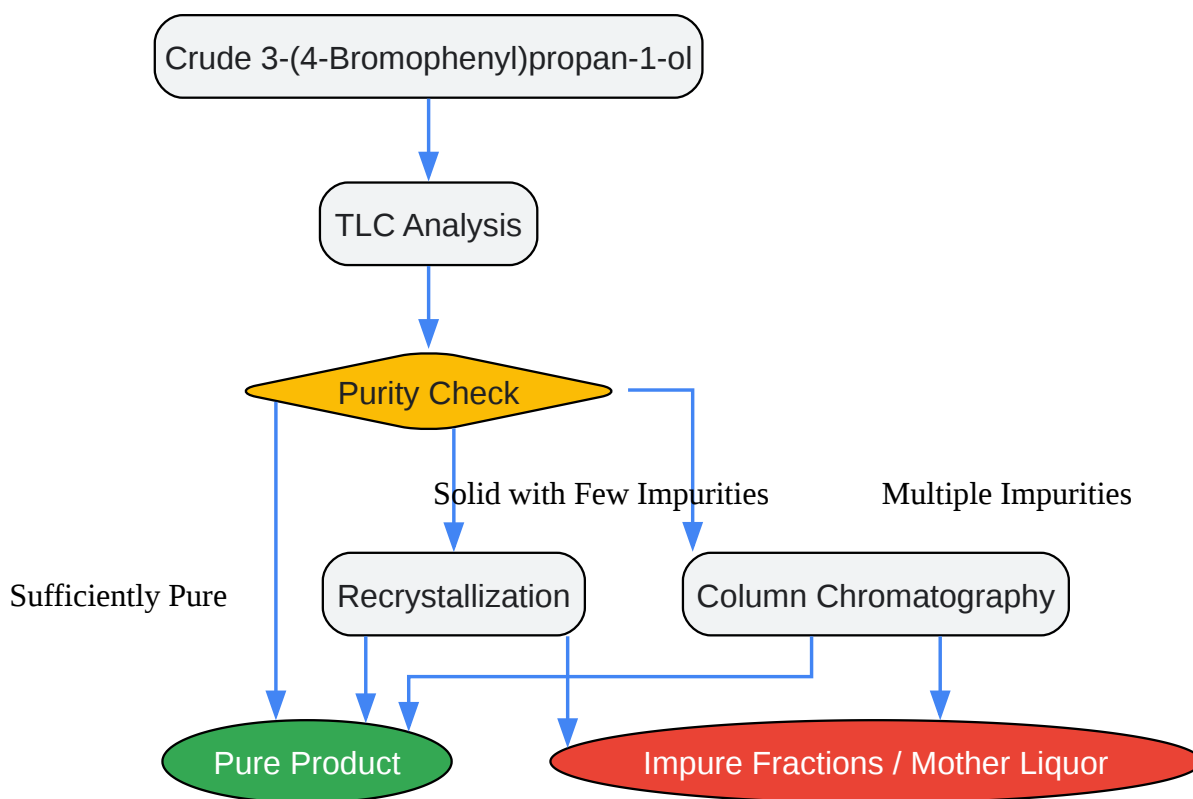 Crude 3-(4-Bromophenyl)propan-1-ol
TLC Analysis
Purity Check
Solid with Few Impurities
Multiple Impurities
Sufficiently Pure
Recrystallization
Column Chromatography
Pure Product
Impure Fractions / Mother Liquor